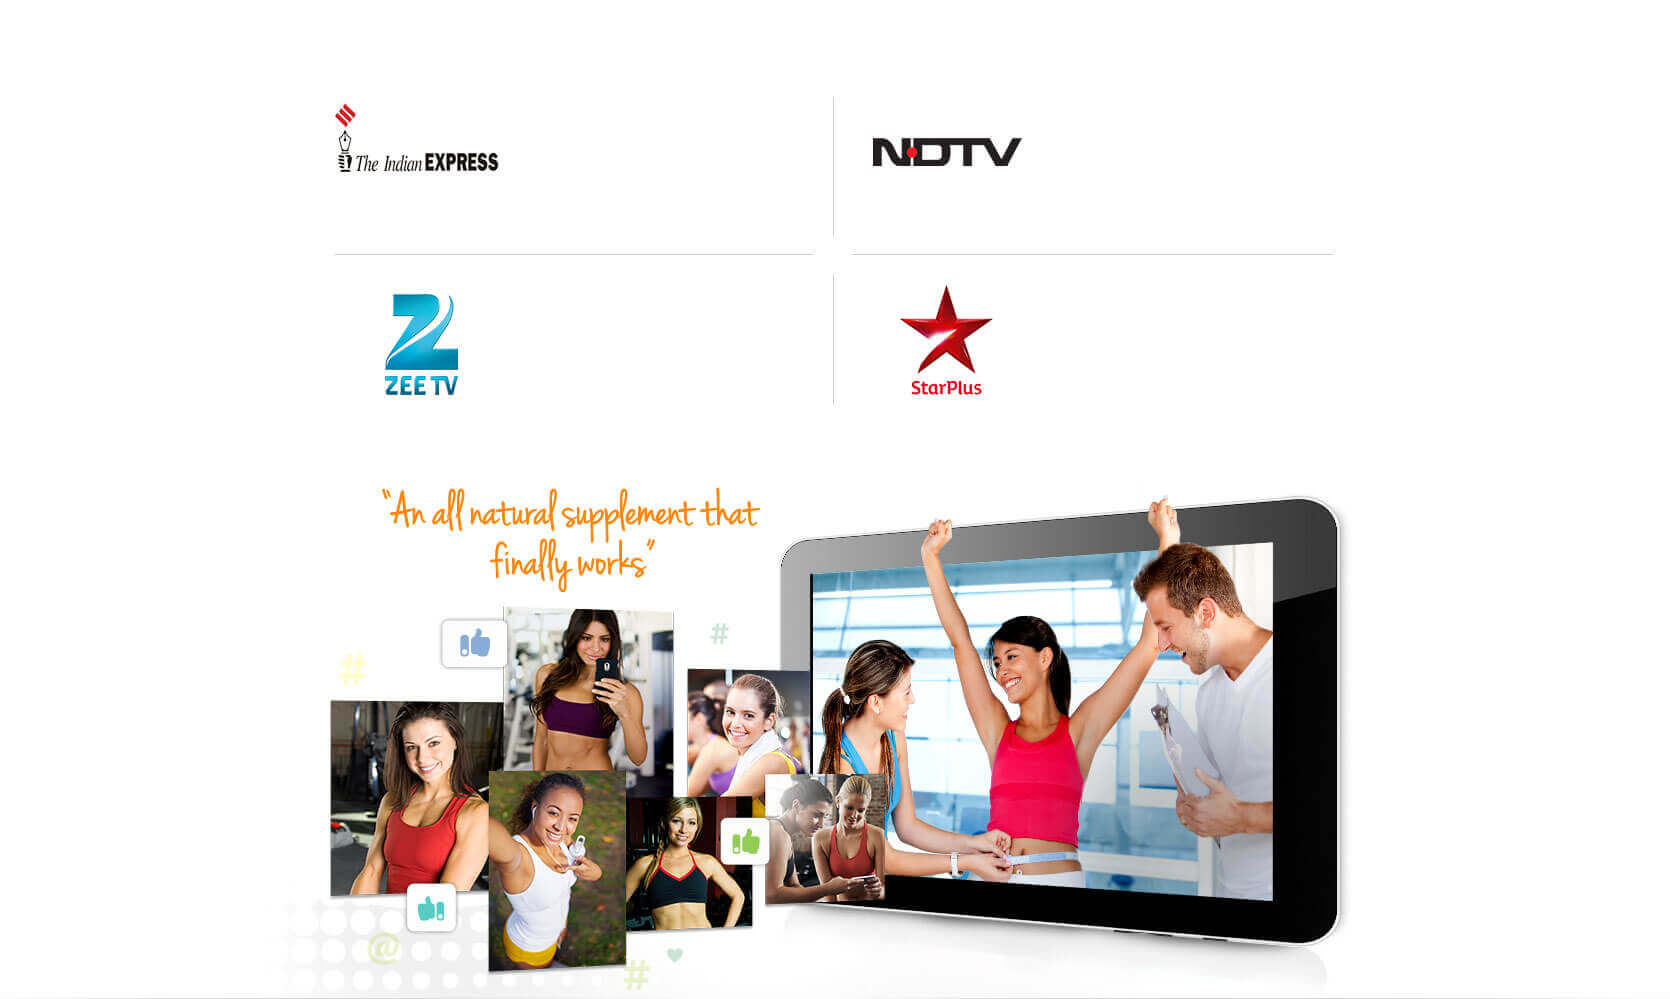 The Indian EXPRESS
NDTV
ZEE TV
StarPlus
“An all natural supplement that
finally works”
#
#
@
#